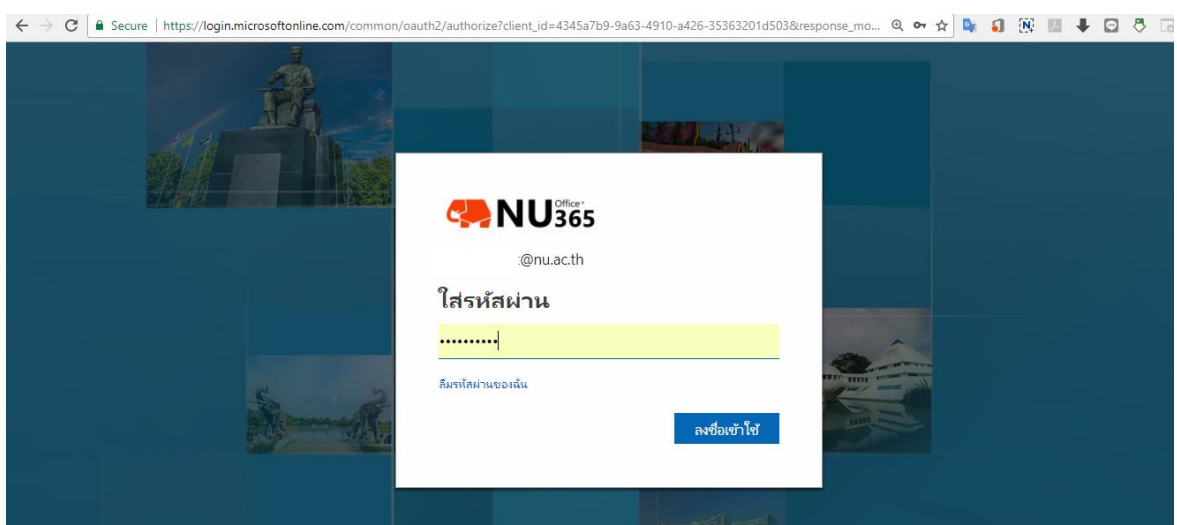 Secure | https://login.microsoftonline.com/common/oauth2/authorize?client_id=4345a7b9-9a63-4910-a426-35363201d503&response_mo...
NU Office 365
:@nu.ac.th
ใส่รหัสผ่าน
ลืมรหัสผ่านของฉัน
ลงชื่อเข้าใช้